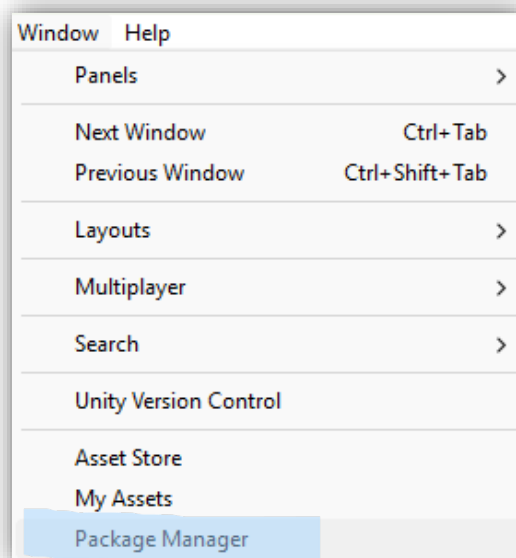 Window Help
Panels
Next Window Ctrl+Tab
Previous Window Ctrl+Shift+Tab
Layouts
Multiplayer
Search
Unity Version Control
Asset Store
My Assets
Package Manager